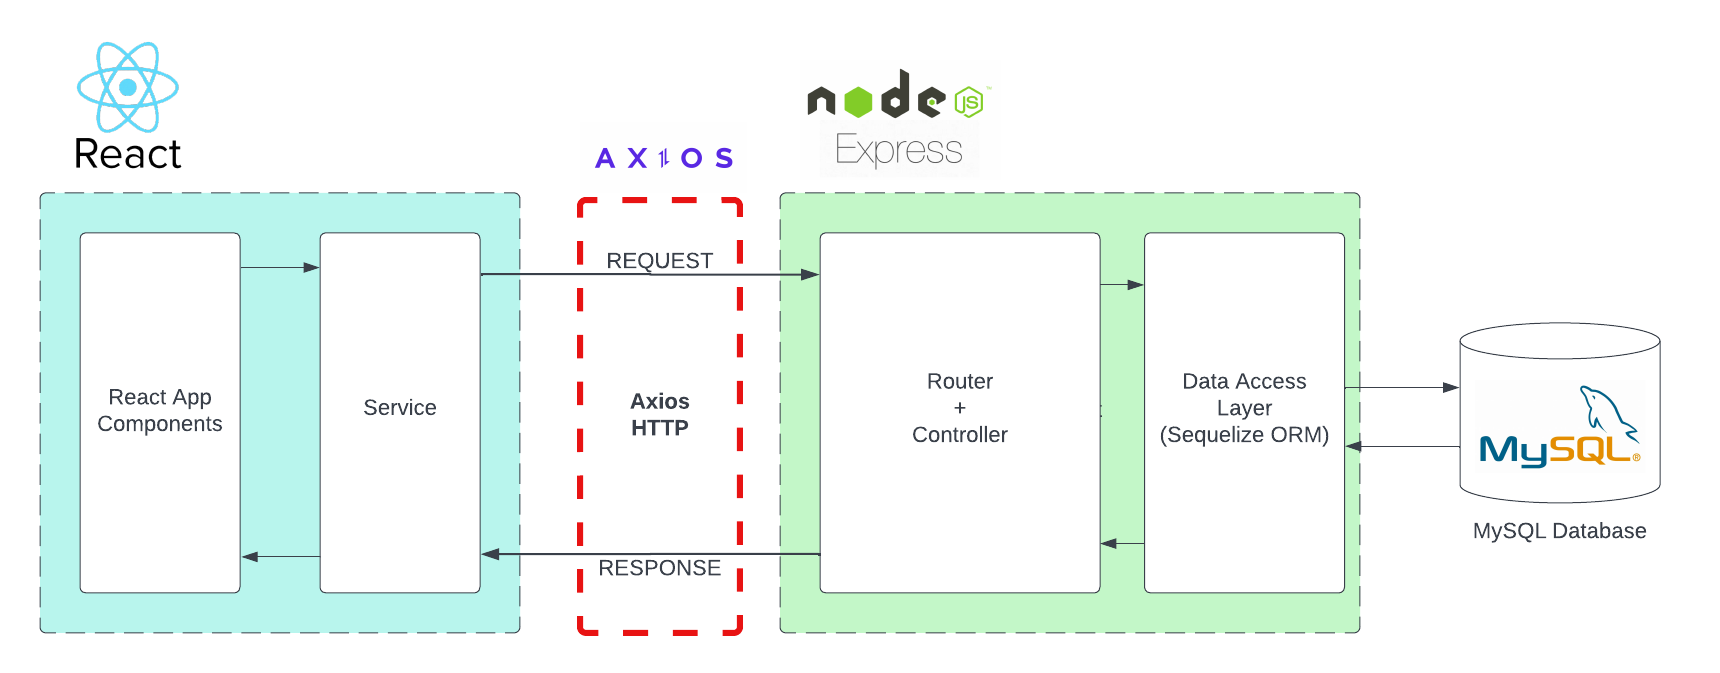 React
AXIOS
node JS ™
Express
REQUEST
React App
Components
Service
Axios
HTTP
Router
+
Controller
Data Access
Layer
(Sequelize ORM)
MySQL®
RESPONSE
MySQL Database